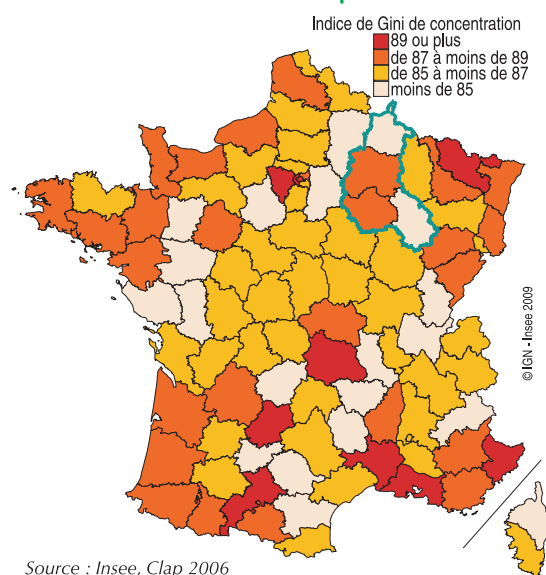 Indice de Gini de concentration
89 ou plus
de 87 à moins de 89
de 85 à moins de 87
moins de 85
© IGN - Insee 2009
Source : Insee, Clap 2006